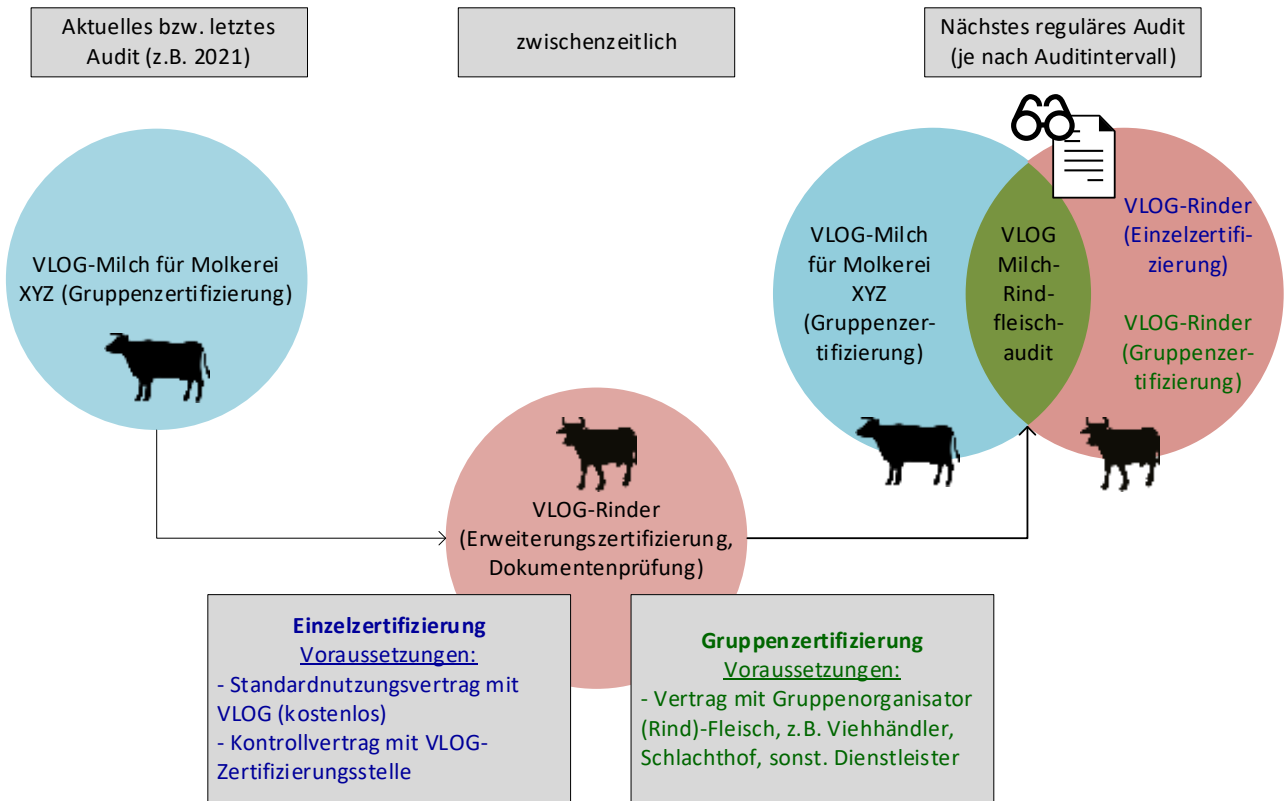 Aktuelles bzw. letztes
Audit (z.B. 2021)
zwischenzeitlich
Nächstes reguläres Audit
(je nach Auditintervall)
VLOG-Milch für Molkerei
XYZ (Gruppenzertifizierung)
VLOG-Milch
für Molkerei
XYZ
(Gruppenzer-
tifizierung)
VLOG
Milch-
Rind-
fleisch-
audit
VLOG-Rinder
(Einzelzertifi-
zierung)
VLOG-Rinder
(Gruppenzer-
tifizierung)
VLOG-Rinder
(Erweiterungszertifizierung,
Dokumentenprüfung)
Einzelzertifizierung
Voraussetzungen:
- Standardnutzungsvertrag mit
VLOG (kostenlos)
- Kontrollvertrag mit VLOG-
Zertifizierungsstelle
Gruppenzertifizierung
Voraussetzungen:
- Vertrag mit Gruppenorganisator
(Rind)-Fleisch, z.B. Viehhändler,
Schlachthof, sonst. Dienstleister